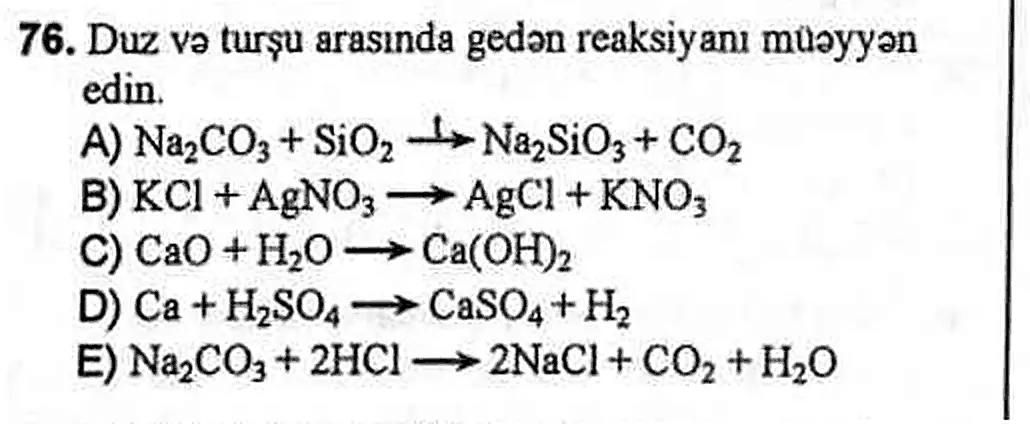 76. Duz və turşu arasında gedən reaksiyanı müəyyən
edin.
A) Na₂CO₃ + SiO₂ —t→ Na₂SiO₃ + CO₂
B) KCl + AgNO₃ ⟶ AgCl + KNO₃
C) CaO + H₂O ⟶ Ca(OH)₂
D) Ca + H₂SO₄ ⟶ CaSO₄ + H₂
E) Na₂CO₃ + 2HCl ⟶ 2NaCl + CO₂ + H₂O